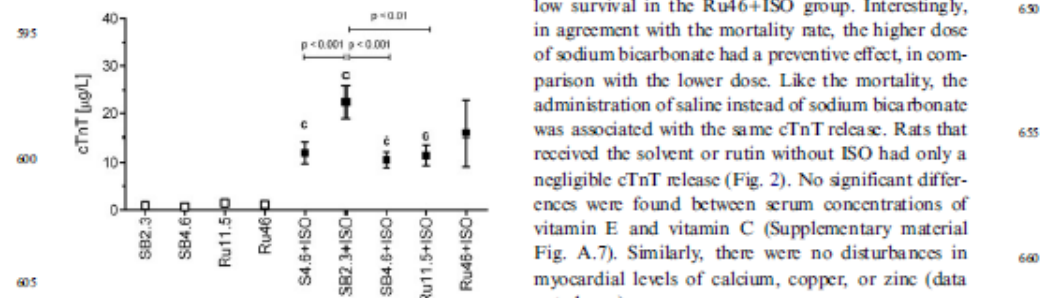 595
600
605
p < 0.01
p < 0.001 p < 0.001
cTnT [µg/L]
40
30
20
10
0
c
c
c
SB2.3
SB4.6
Ru11.5
Ru46
S4.6+ISO
SB2.3+ISO
SB4.6+ISO
Ru11.5+ISO
Ru46+ISO
low survival in the Ru46+ISO group. Interestingly,
in agreement with the mortality rate, the higher dose
of sodium bicarbonate had a preventive effect, in com-
parison with the lower dose. Like the mortality, the
administration of saline instead of sodium bicarbonate
was associated with the same cTnT release. Rats that
received the solvent or rutin without ISO had only a
negligible cTnT release (Fig. 2). No significant differ-
ences were found between serum concentrations of
vitamin E and vitamin C (Supplementary material
Fig. A.7). Similarly, there were no disturbances in
myocardial levels of calcium, copper, or zinc (data
650
655
660